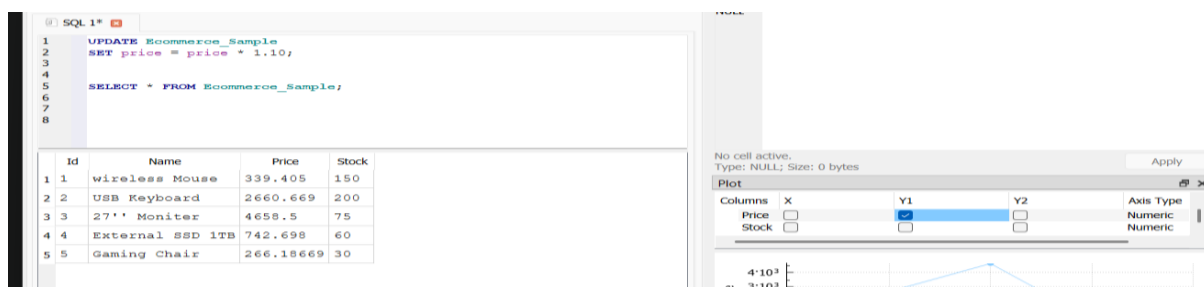 NULL
SQL 1*
1 UPDATE Ecommerce_Sample
2 SET price = price * 1.10;
3
4
5 SELECT * FROM Ecommerce_Sample;
6
7
8
Id Name Price Stock
1 1 wireless Mouse 339.405 150
2 2 USB Keyboard 2660.669 200
3 3 27'' Moniter 4658.5 75
4 4 External SSD 1TB 742.698 60
5 5 Gaming Chair 266.18669 30
No cell active.
Type: NULL; Size: 0 bytes
Apply
Plot
Columns X Y1 Y2 Axis Type
Price Numeric
Stock Numeric
4·10³
3·10³